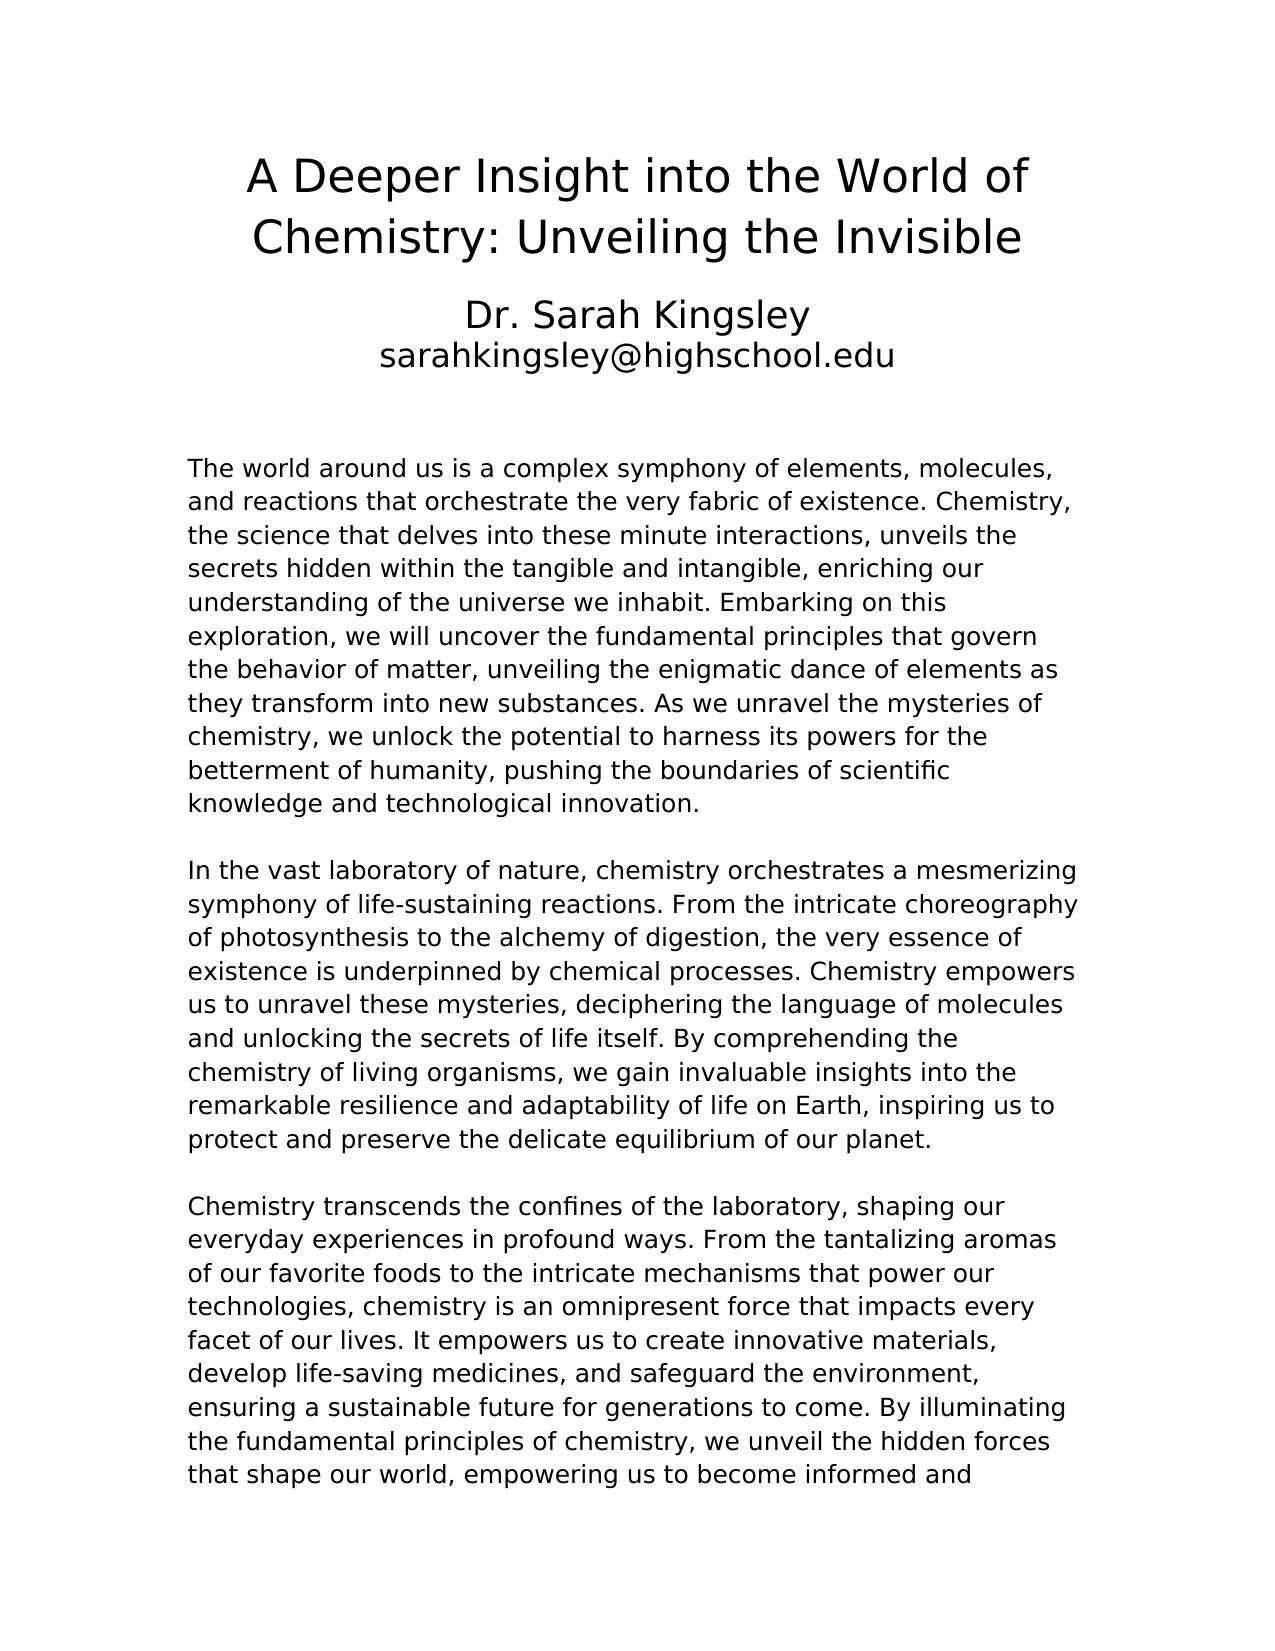 A Deeper Insight into the World of
Chemistry: Unveiling the Invisible
Dr. Sarah Kingsley
sarahkingsley@highschool.edu
The world around us is a complex symphony of elements, molecules,
and reactions that orchestrate the very fabric of existence. Chemistry,
the science that delves into these minute interactions, unveils the
secrets hidden within the tangible and intangible, enriching our
understanding of the universe we inhabit. Embarking on this
exploration, we will uncover the fundamental principles that govern
the behavior of matter, unveiling the enigmatic dance of elements as
they transform into new substances. As we unravel the mysteries of
chemistry, we unlock the potential to harness its powers for the
betterment of humanity, pushing the boundaries of scientific
knowledge and technological innovation.
In the vast laboratory of nature, chemistry orchestrates a mesmerizing
symphony of life-sustaining reactions. From the intricate choreography
of photosynthesis to the alchemy of digestion, the very essence of
existence is underpinned by chemical processes. Chemistry empowers
us to unravel these mysteries, deciphering the language of molecules
and unlocking the secrets of life itself. By comprehending the
chemistry of living organisms, we gain invaluable insights into the
remarkable resilience and adaptability of life on Earth, inspiring us to
protect and preserve the delicate equilibrium of our planet.
Chemistry transcends the confines of the laboratory, shaping our
everyday experiences in profound ways. From the tantalizing aromas
of our favorite foods to the intricate mechanisms that power our
technologies, chemistry is an omnipresent force that impacts every
facet of our lives. It empowers us to create innovative materials,
develop life-saving medicines, and safeguard the environment,
ensuring a sustainable future for generations to come. By illuminating
the fundamental principles of chemistry, we unveil the hidden forces
that shape our world, empowering us to become informed and